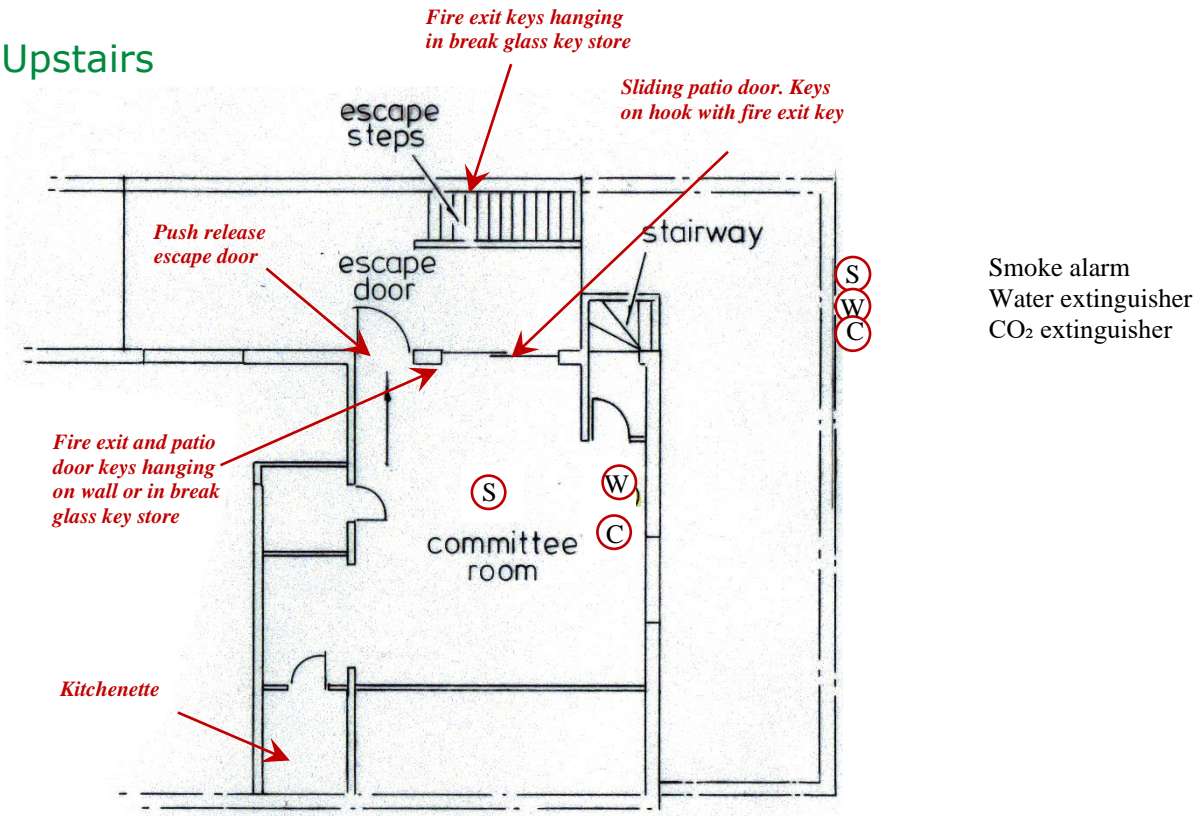 Fire exit keys hanging
in break glass key store
Upstairs
Sliding patio door. Keys
on hook with fire exit key
escape
steps
Push release
escape door
stairway
escape
door
S
W
C
Smoke alarm
Water extinguisher
CO₂ extinguisher
Fire exit and patio
door keys hanging
on wall or in break
glass key store
S
W
C
committee
room
Kitchenette